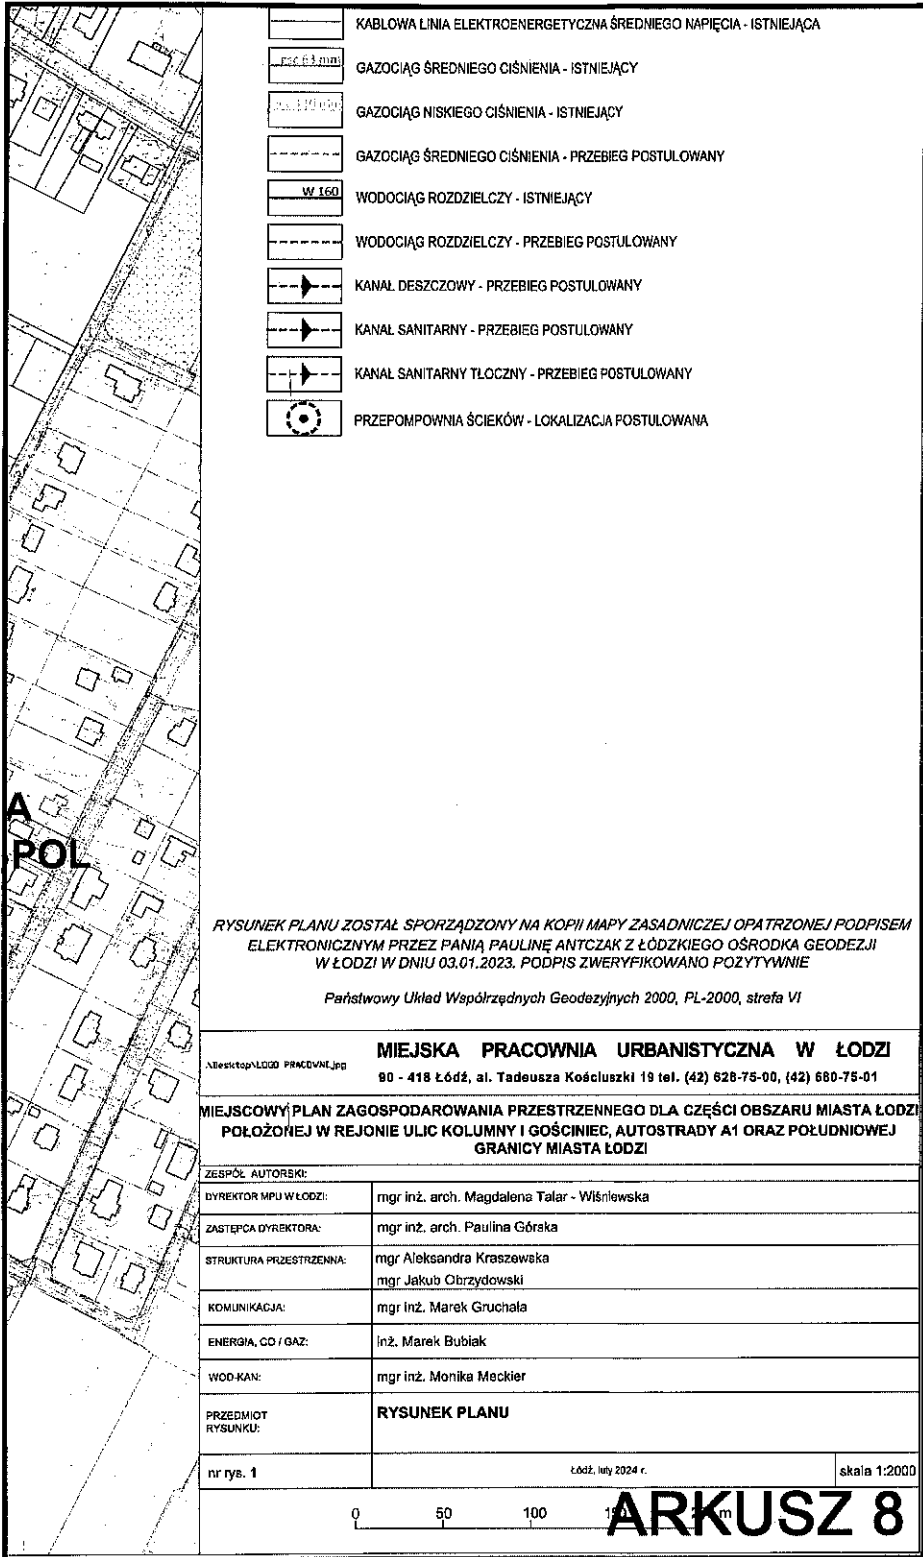 KABLOWA LINIA ELEKTROENERGETYCZNA ŚREDNIEGO NAPIĘCIA - ISTNIEJĄCA
63 mm
GAZOCIĄG ŚREDNIEGO CIŚNIENIA - ISTNIEJĄCY
GAZOCIĄG NISKIEGO CIŚNIENIA - ISTNIEJĄCY
GAZOCIĄG ŚREDNIEGO CIŚNIENIA - PRZEBIEG POSTULOWANY
W 160
WODOCIĄG ROZDZIELCZY - ISTNIEJĄCY
WODOCIĄG ROZDZIELCZY - PRZEBIEG POSTULOWANY
KANAŁ DESZCZOWY - PRZEBIEG POSTULOWANY
KANAŁ SANITARNY - PRZEBIEG POSTULOWANY
KANAŁ SANITARNY TŁOCZNY - PRZEBIEG POSTULOWANY
PRZEPOMPOWNIA ŚCIEKÓW - LOKALIZACJA POSTULOWANA
A
POL
RYSUNEK PLANU ZOSTAŁ SPORZĄDZONY NA KOPII MAPY ZASADNICZEJ OPATRZONEJ PODPISEM
ELEKTRONICZNYM PRZEZ PANIĄ PAULINĘ ANTCZAK Z ŁÓDZKIEGO OŚRODKA GEODEZJI
W ŁODZI W DNIU 03.01.2023. PODPIS ZWERYFIKOWANO POZYTYWNIE
Państwowy Układ Współrzędnych Geodezyjnych 2000, PL-2000, strefa VI
.\Desktop\LOGO PRACOWNI.jpg
MIEJSKA PRACOWNIA URBANISTYCZNA W ŁODZI
90 - 418 Łódź, al. Tadeusza Kościuszki 19 tel. (42) 628-75-00, (42) 680-75-01
MIEJSCOWY PLAN ZAGOSPODAROWANIA PRZESTRZENNEGO DLA CZĘŚCI OBSZARU MIASTA ŁODZI
POŁOŻONEJ W REJONIE ULIC KOLUMNY I GOŚCINIEC, AUTOSTRADY A1 ORAZ POŁUDNIOWEJ
GRANICY MIASTA ŁODZI
ZESPÓŁ AUTORSKI:
DYREKTOR MPU W ŁODZI: mgr inż. arch. Magdalena Talar - Wiśniewska
ZASTĘPCA DYREKTORA: mgr inż. arch. Paulina Górska
STRUKTURA PRZESTRZENNA: mgr Aleksandra Kraszewska
mgr Jakub Obrzydowski
KOMUNIKACJA: mgr inż. Marek Gruchała
ENERGIA, CO / GAZ: inż. Marek Bubiak
WOD-KAN: mgr inż. Monika Meckier
PRZEDMIOT RYSUNEK PLANU
RYSUNKU:
nr rys. 1 Łódź, luty 2024 r. skala 1:2000
0 50 100 m
ARKUSZ 8